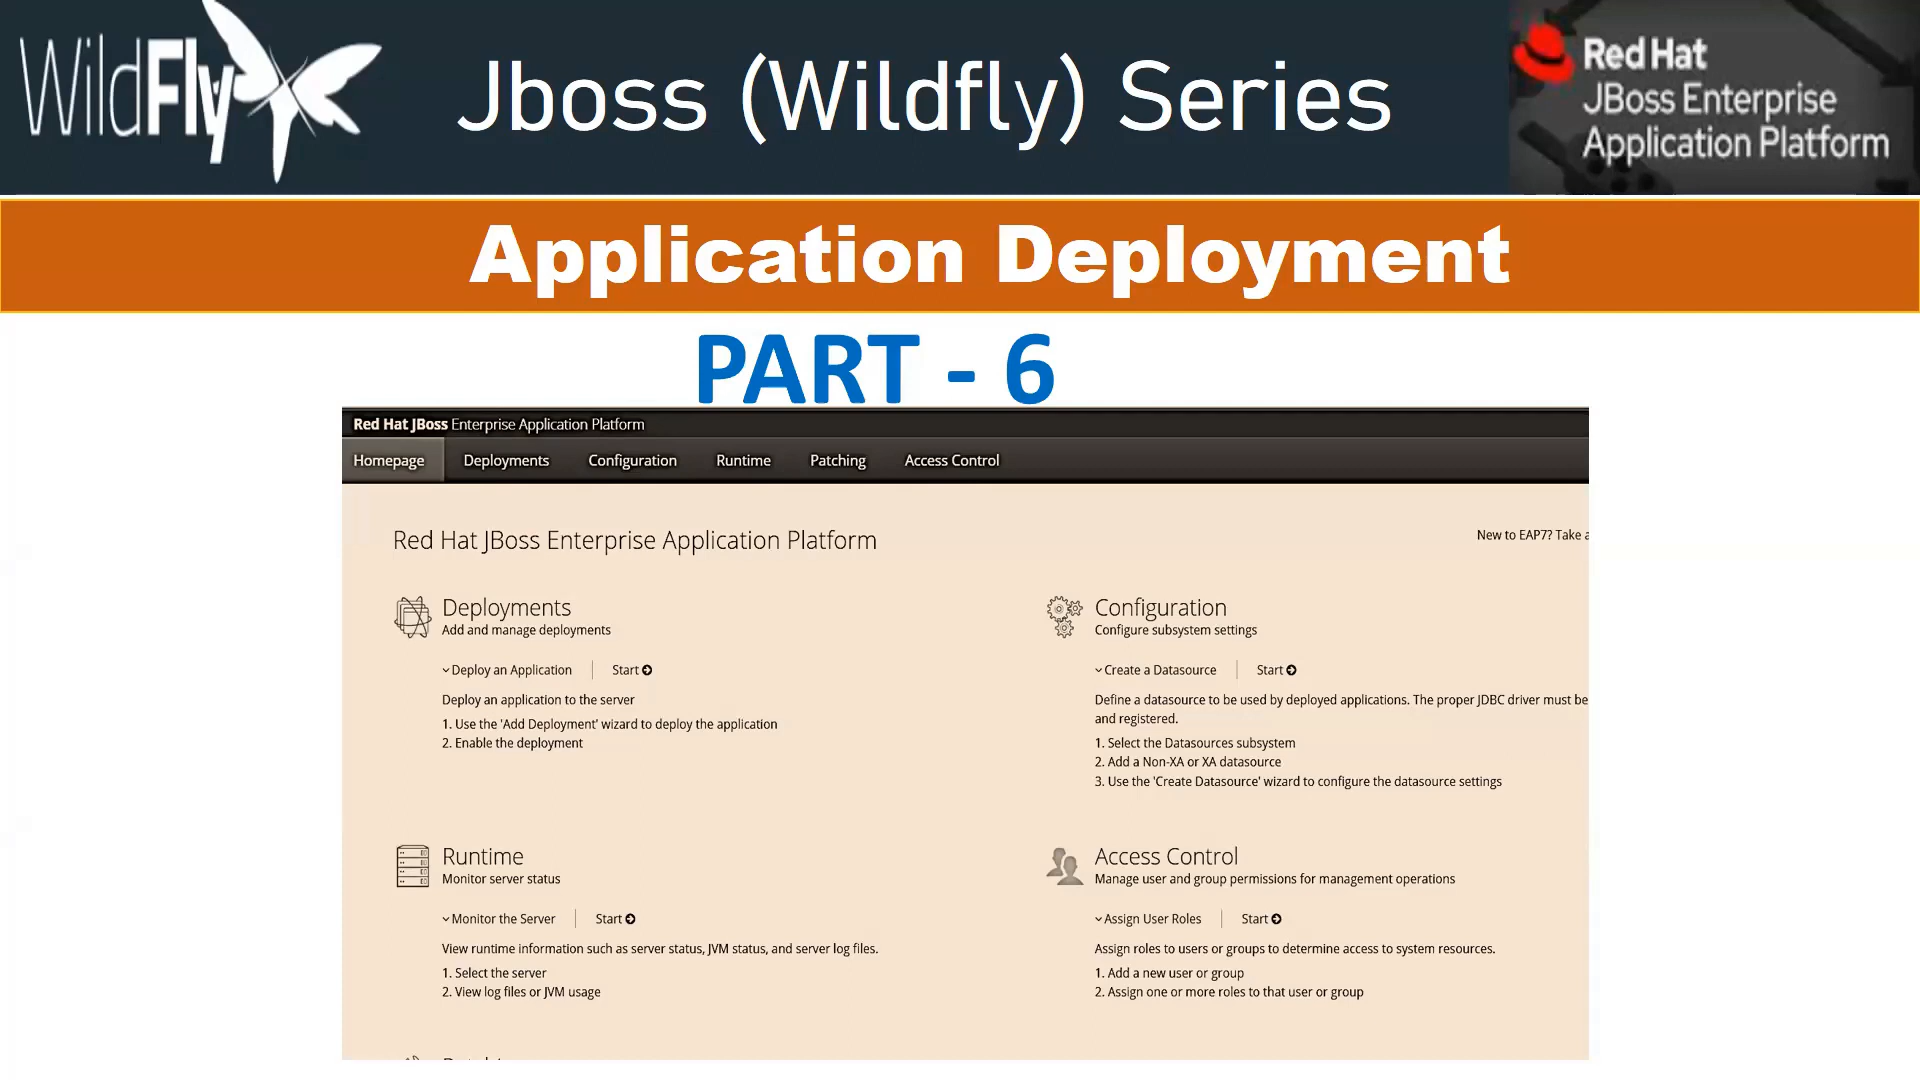 WildFly
Jboss (Wildfly) Series
Red Hat
JBoss Enterprise
Application Platform
Application Deployment
PART - 6
Red Hat JBoss Enterprise Application Platform
Homepage Deployments Configuration Runtime Patching Access Control
Red Hat JBoss Enterprise Application Platform
New to EAP7? Take a
Deployments
Add and manage deployments
Deploy an Application Start
Deploy an application to the server
1. Use the 'Add Deployment' wizard to deploy the application
2. Enable the deployment
Configuration
Configure subsystem settings
Create a Datasource Start
Define a datasource to be used by deployed applications. The proper JDBC driver must be
and registered.
1. Select the Datasources subsystem
2. Add a Non-XA or XA datasource
3. Use the 'Create Datasource' wizard to configure the datasource settings
Runtime
Monitor server status
Monitor the Server Start
View runtime information such as server status, JVM status, and server log files.
1. Select the server
2. View log files or JVM usage
Access Control
Manage user and group permissions for management operations
Assign User Roles Start
Assign roles to users or groups to determine access to system resources.
1. Add a new user or group
2. Assign one or more roles to that user or group